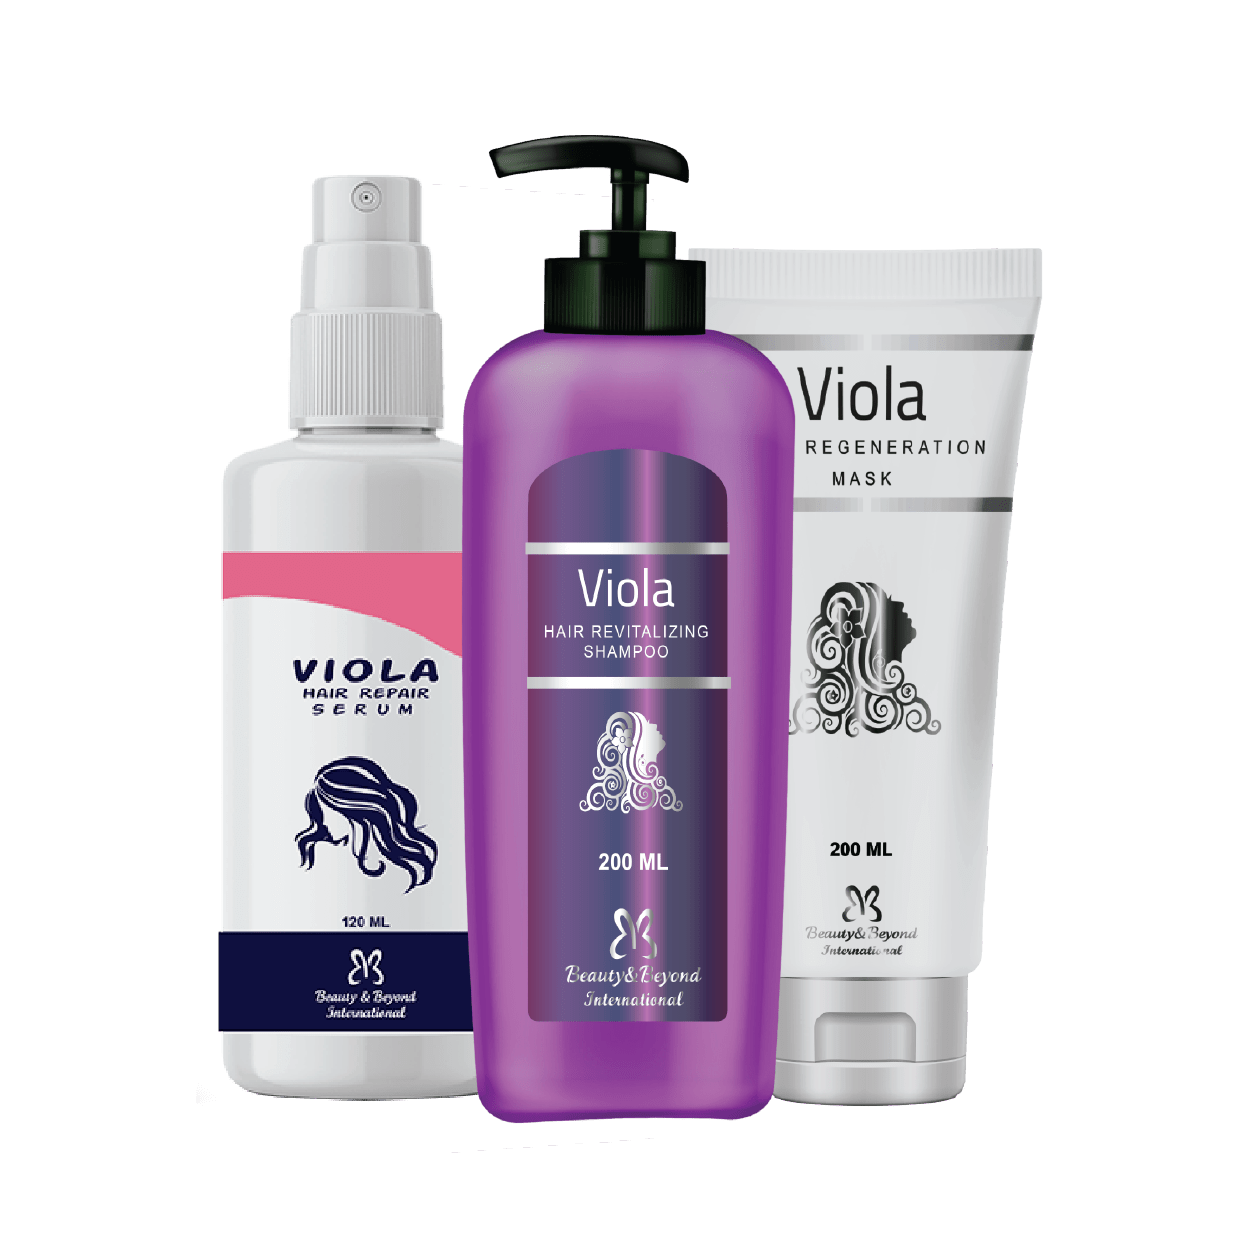 VIOLA
HAIR REPAIR
SERUM
120 ML
Beauty & Beyond
International
Viola
HAIR REVITALIZING
SHAMPOO
200 ML
Beauty&Beyond
International
Viola
REGENERATION
MASK
200 ML
Beauty&Beyond
International